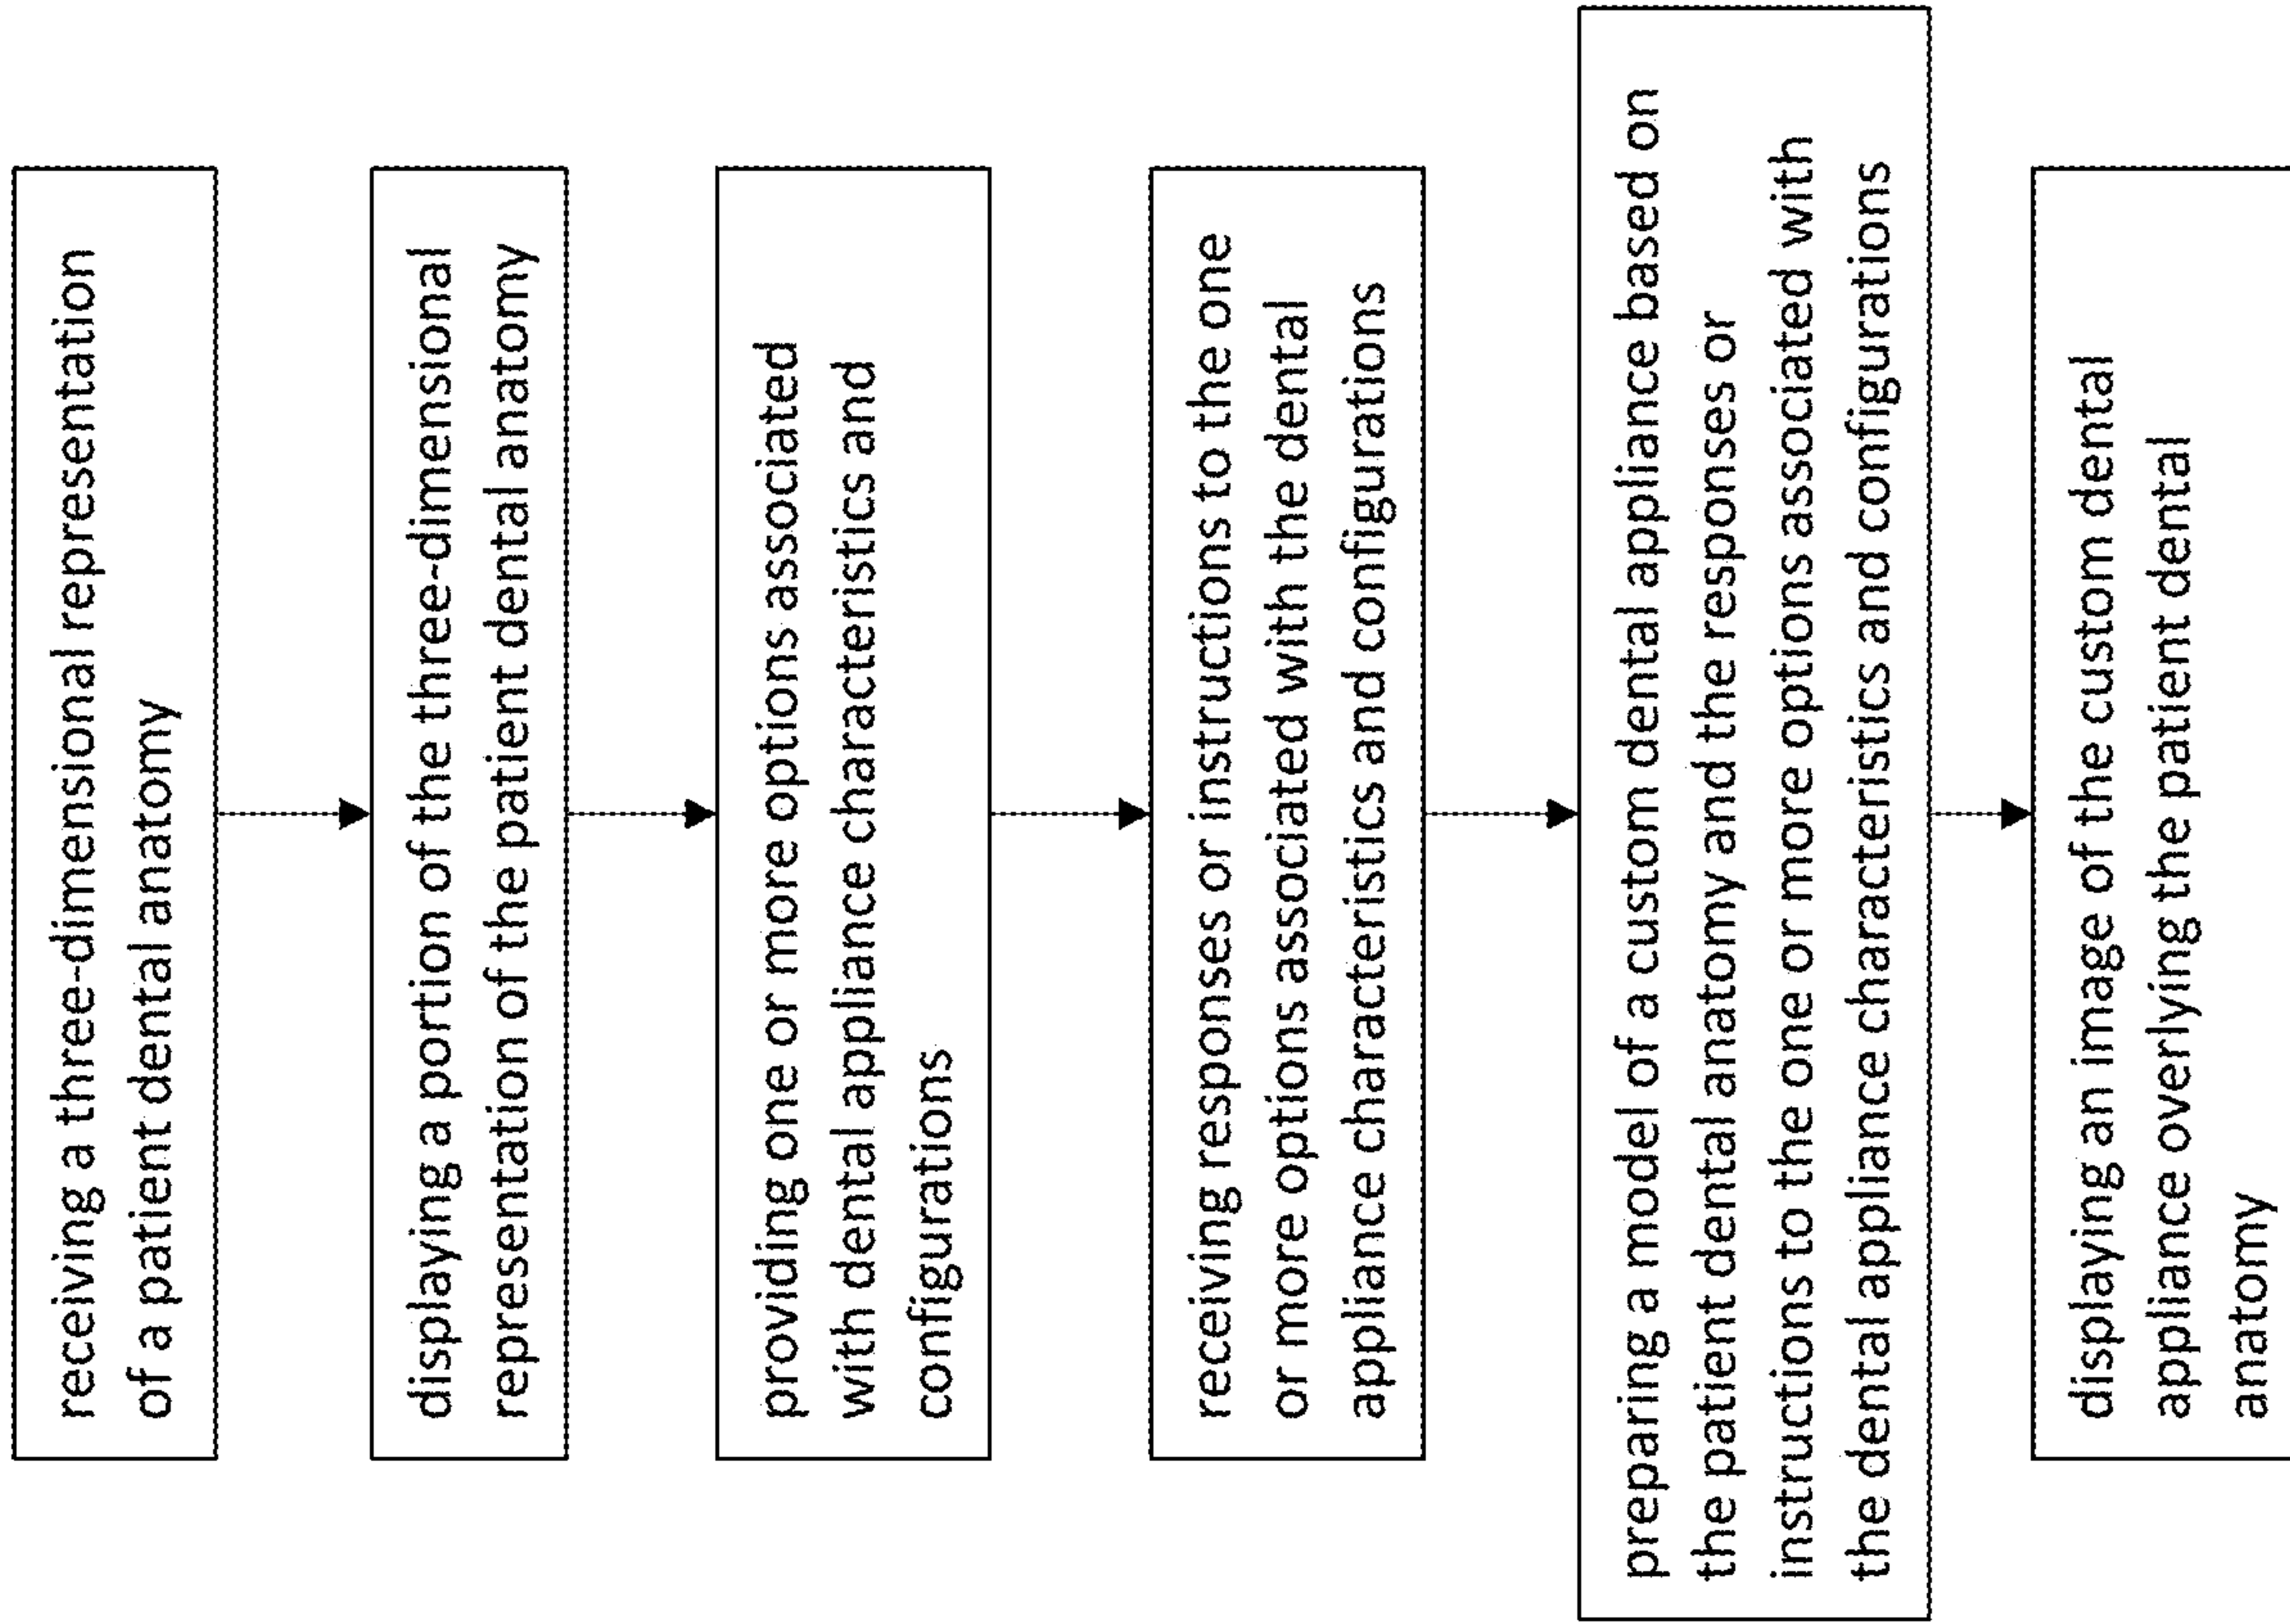 receiving a three-dimensional representation
of a patient dental anatomy
displaying a portion of the three-dimensional
representation of the patient dental anatomy
providing one or more options associated
with dental appliance characteristics and
configurations
receiving responses or instructions to the one
or more options associated with the dental
appliance characteristics and configurations
preparing a model of a custom dental appliance based on
the patient dental anatomy and the responses or
instructions to the one or more options associated with
the dental appliance characteristics and configurations
displaying an image of the custom dental
appliance overlying the patient dental
anatomy